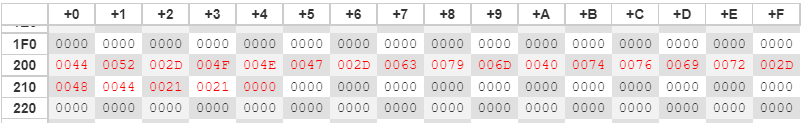 +0 +1 +2 +3 +4 +5 +6 +7 +8 +9 +A +B +C +D +E +F
1F0 0000 0000 0000 0000 0000 0000 0000 0000 0000 0000 0000 0000 0000 0000 0000 0000
200 0044 0052 002D 004F 004E 0047 002D 0063 0079 006D 0040 0074 0076 0069 0072 002D
210 0048 0044 0021 0021 0000 0000 0000 0000 0000 0000 0000 0000 0000 0000 0000 0000
220 0000 0000 0000 0000 0000 0000 0000 0000 0000 0000 0000 0000 0000 0000 0000 0000